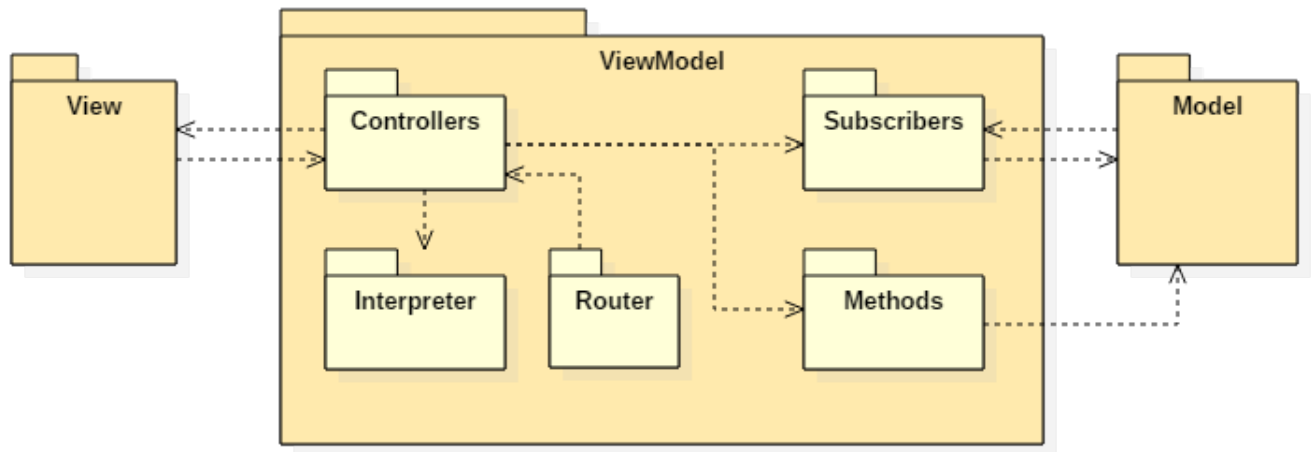 ViewModel
View
Controllers
Subscribers
Model
Interpreter
Router
Methods